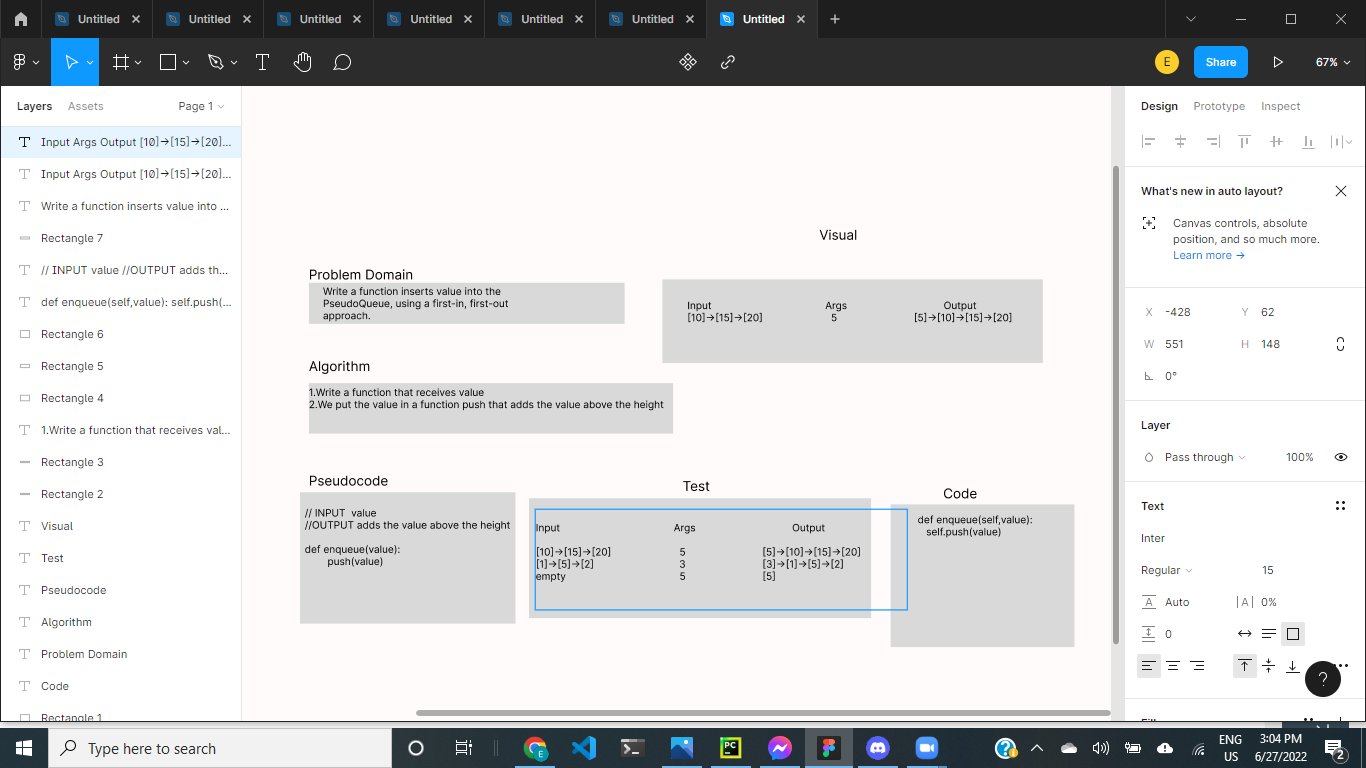 Untitled
Untitled
Untitled
Untitled
Untitled
Untitled
Untitled
E
Share
67%
Layers
Assets
Page 1
Input Args Output [10]→[15]→[20]...
Input Args Output [10]→[15]→[20]...
Write a function inserts value into ...
Rectangle 7
// INPUT value //OUTPUT adds th...
def enqueue(self,value): self.push(...
Rectangle 6
Rectangle 5
Rectangle 4
1.Write a function that receives val...
Rectangle 3
Rectangle 2
Visual
Test
Pseudocode
Algorithm
Problem Domain
Code
Rectangle 1
Visual
Input Args Output
[10]→[15]→[20] 5 [5]→[10]→[15]→[20]
Problem Domain
Write a function inserts value into the
PseudoQueue, using a first-in, first-out
approach.
Algorithm
1.Write a function that receives value
2.We put the value in a function push that adds the value above the height
Pseudocode
// INPUT value
//OUTPUT adds the value above the height
def enqueue(value):
push(value)
Test
Input Args Output
[10]→[15]→[20] 5 [5]→[10]→[15]→[20]
[1]→[5]→[2] 3 [3]→[1]→[5]→[2]
empty 5 [5]
Code
def enqueue(self,value):
self.push(value)
Design
Prototype
Inspect
What's new in auto layout?
Canvas controls, absolute
position, and so much more.
Learn more →
X -428 Y 62
W 551 H 148
0°
Layer
Pass through 100%
Text
Inter
Regular 15
A Auto |A| 0%
0
?
Type here to search
PC
ENG
US
3:04 PM
6/27/2022
2